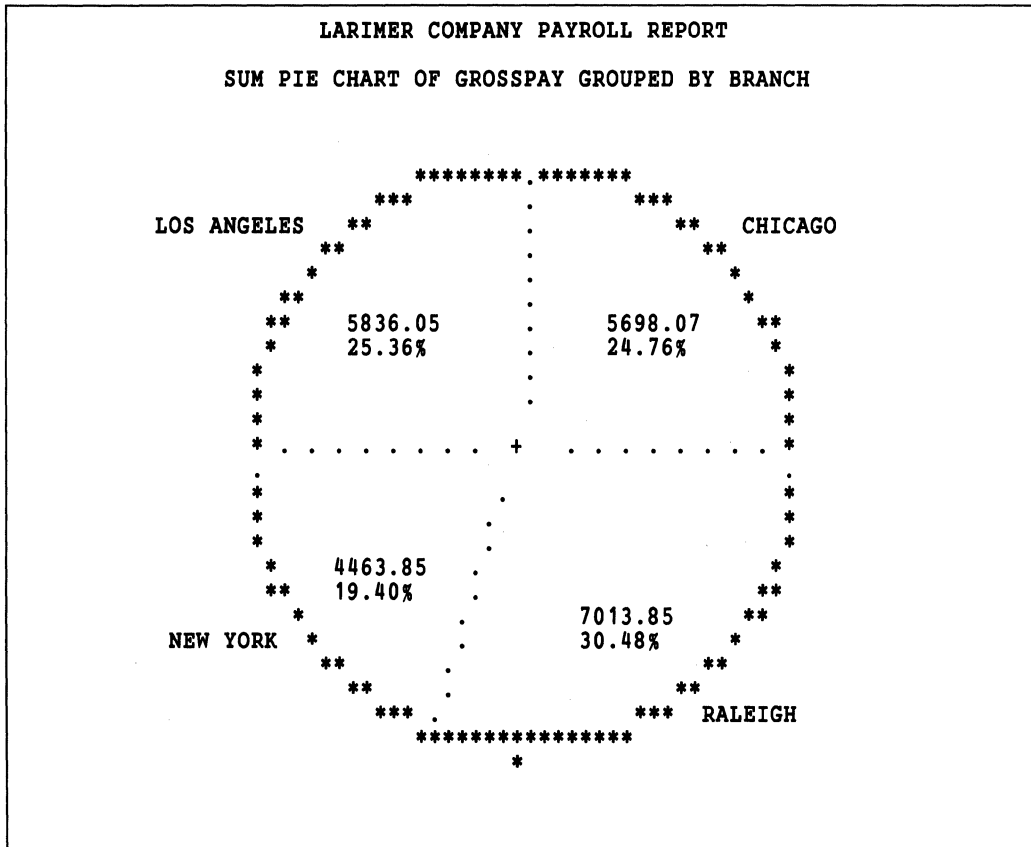 LARIMER COMPANY PAYROLL REPORT
SUM PIE CHART OF GROSSPAY GROUPED BY BRANCH
LOS ANGELES
CHICAGO
5836.05
25.36%
5698.07
24.76%
4463.85
19.40%
7013.85
30.48%
NEW YORK
RALEIGH